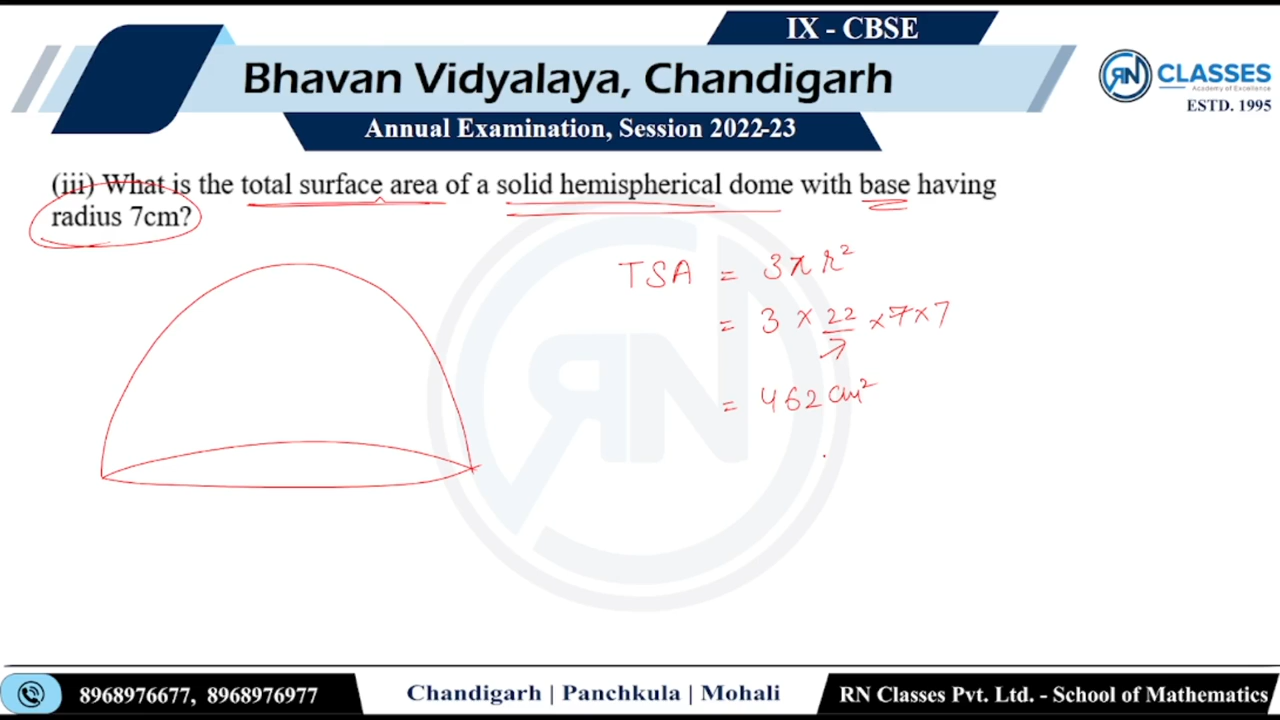 IX - CBSE
Bhavan Vidyalaya, Chandigarh
RN CLASSES
Academy of Excellence
ESTD. 1995
Annual Examination, Session 2022-23
(iii) What is the total surface area of a solid hemispherical dome with base having
radius 7cm?
TSA = 3πr²
= 3 × 22/7 × 7 × 7
= 462 cm²
RN
8968976677, 8968976977
Chandigarh | Panchkula | Mohali
RN Classes Pvt. Ltd. - School of Mathematics